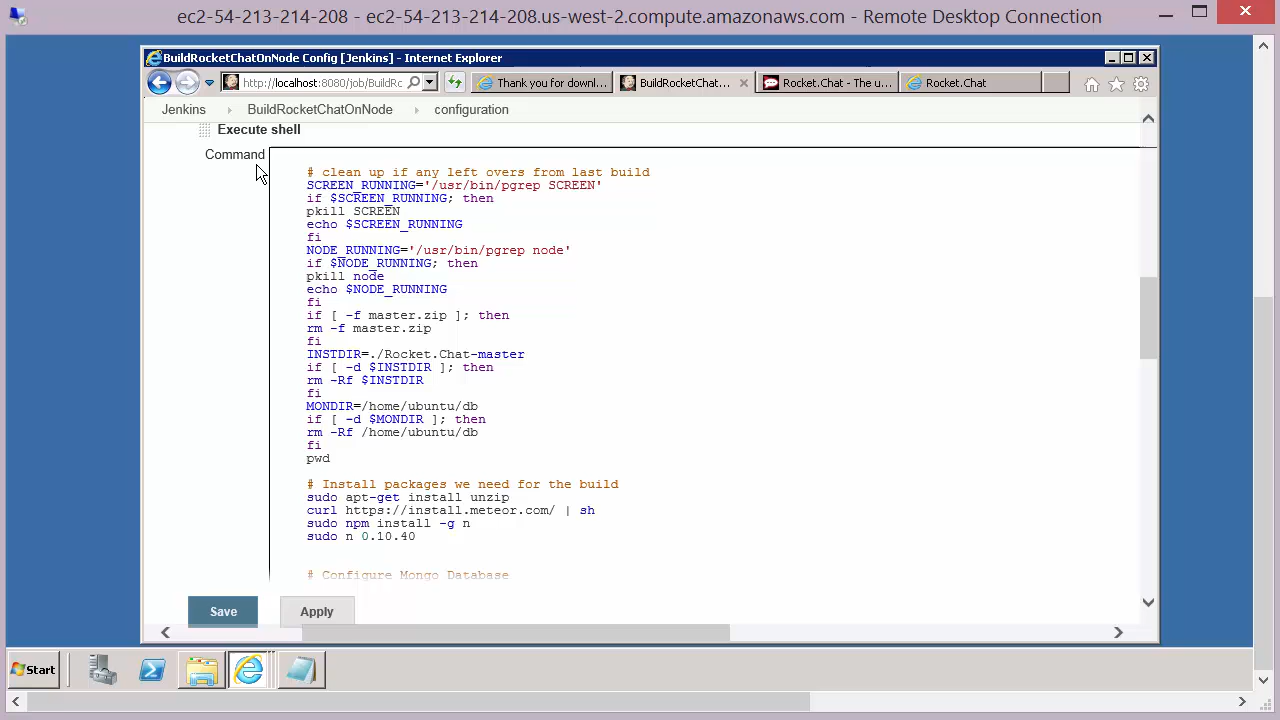 ec2-54-213-214-208 - ec2-54-213-214-208.us-west-2.compute.amazonaws.com - Remote Desktop Connection
BuildRocketChatOnNode Config [Jenkins] - Internet Explorer
http://localhost:8080/job/BuildRc
Thank you for downl...
BuildRocketChat...
Rocket.Chat - The u...
Rocket.Chat
Jenkins
BuildRocketChatOnNode
configuration
Execute shell
Command
# clean up if any left overs from last build
SCREEN_RUNNING='/usr/bin/pgrep SCREEN'
if $SCREEN_RUNNING; then
pkill SCREEN
echo $SCREEN_RUNNING
fi
NODE_RUNNING='/usr/bin/pgrep node'
if $NODE_RUNNING; then
pkill node
echo $NODE_RUNNING
fi
if [ -f master.zip ]; then
rm -f master.zip
fi
INSTDIR=./Rocket.Chat-master
if [ -d $INSTDIR ]; then
rm -Rf $INSTDIR
fi
MONDIR=/home/ubuntu/db
if [ -d $MONDIR ]; then
rm -Rf /home/ubuntu/db
fi
pwd
# Install packages we need for the build
sudo apt-get install unzip
curl https://install.meteor.com/ | sh
sudo npm install -g n
sudo n 0.10.40
# Configure Mongo Database
Save
Apply
Start